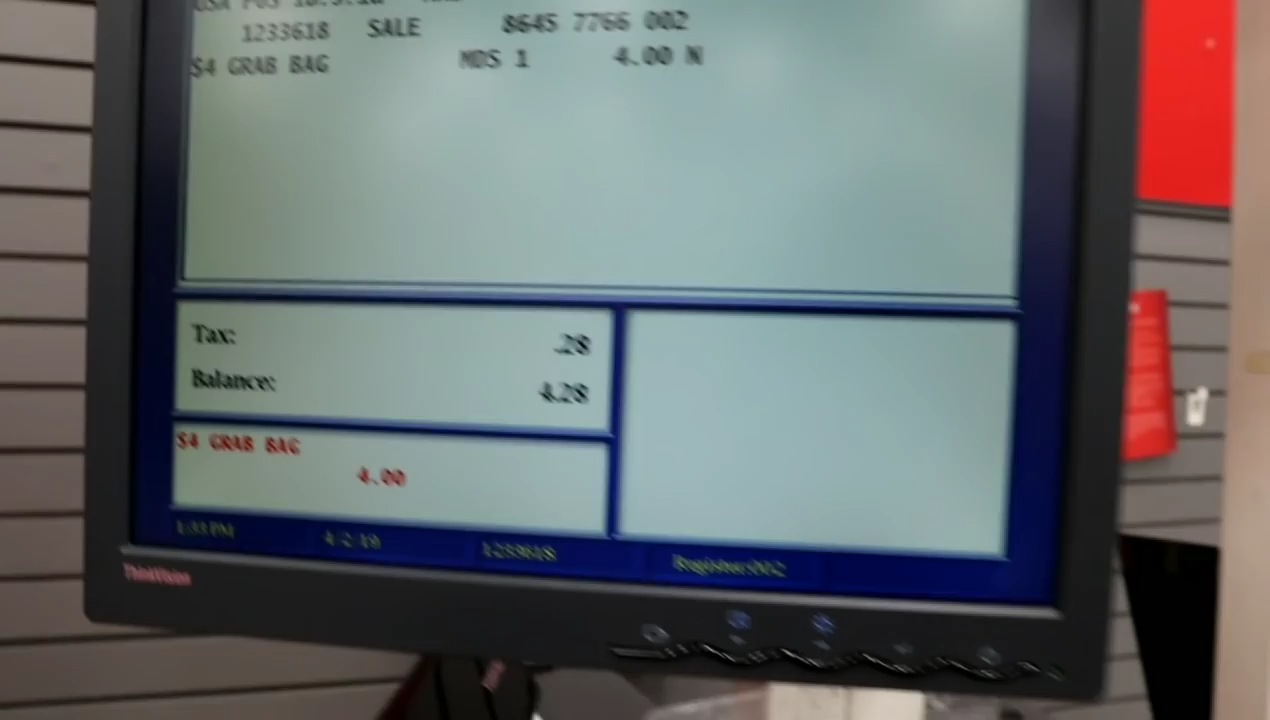 1233618 SALE 8645 7766 002
$4 GRAB BAG MDS 1 4.00 N
Tax: .28
Balance: 4.28
$4 GRAB BAG
4.00
1:33 PM 4/2/19 1233618 Register:002
ThinkVision